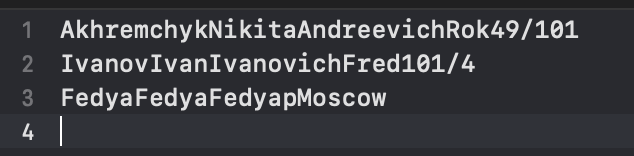 1 AkhremchykNikitaAndreevichRok49/101
2 IvanovIvanIvanovichFred101/4
3 FedyaFedyaFedyapMoscow
4